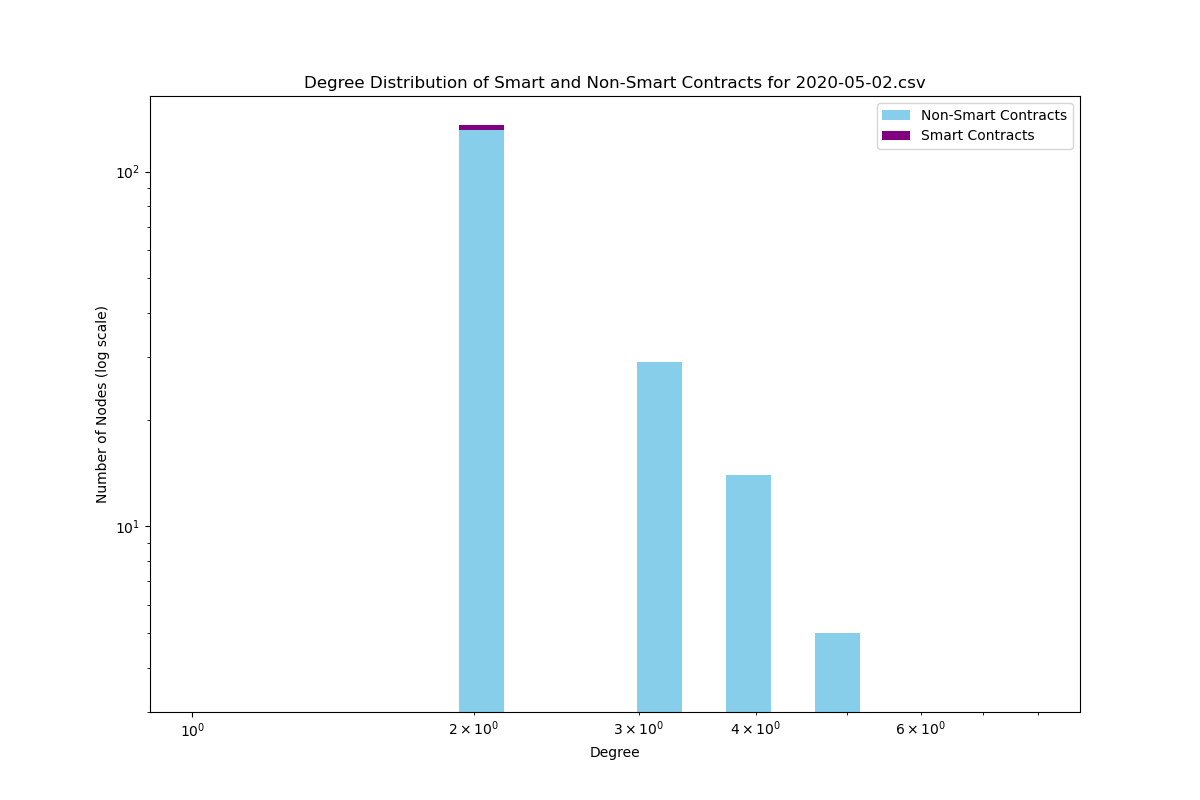 Degree Distribution of Smart and Non-Smart Contracts for 2020-05-02.csv
Non-Smart Contracts
Smart Contracts
Number of Nodes (log scale)
10²
10¹
10⁰
2 × 10⁰
3 × 10⁰
4 × 10⁰
6 × 10⁰
Degree